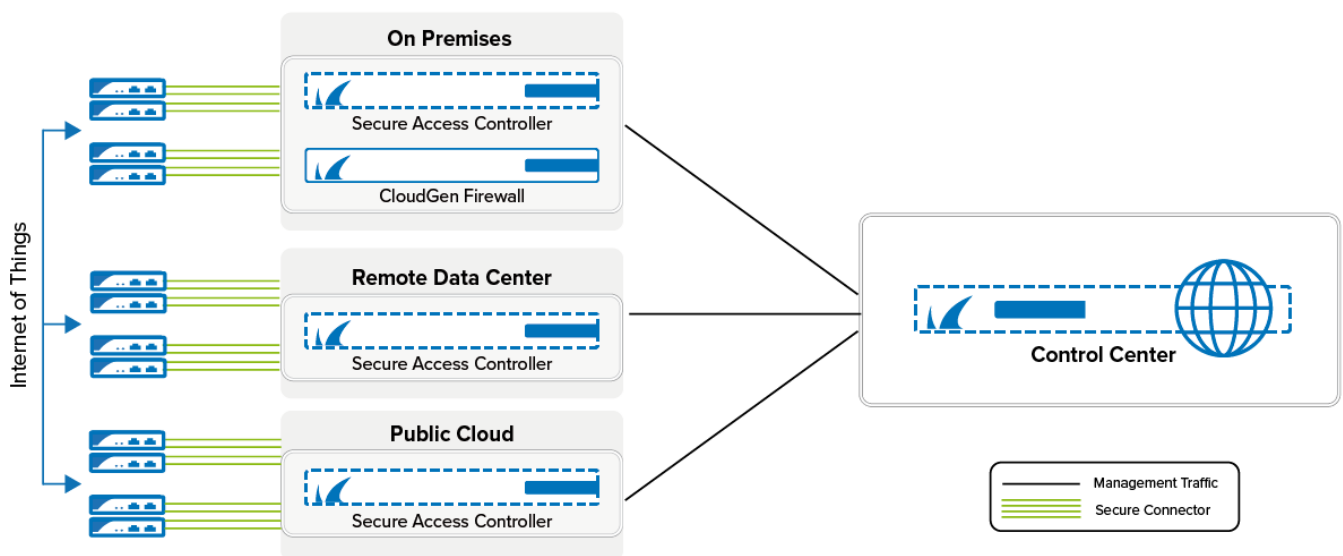 On Premises
Secure Access Controller
CloudGen Firewall
Internet of Things
Remote Data Center
Secure Access Controller
Control Center
Public Cloud
Secure Access Controller
Management Traffic
Secure Connector